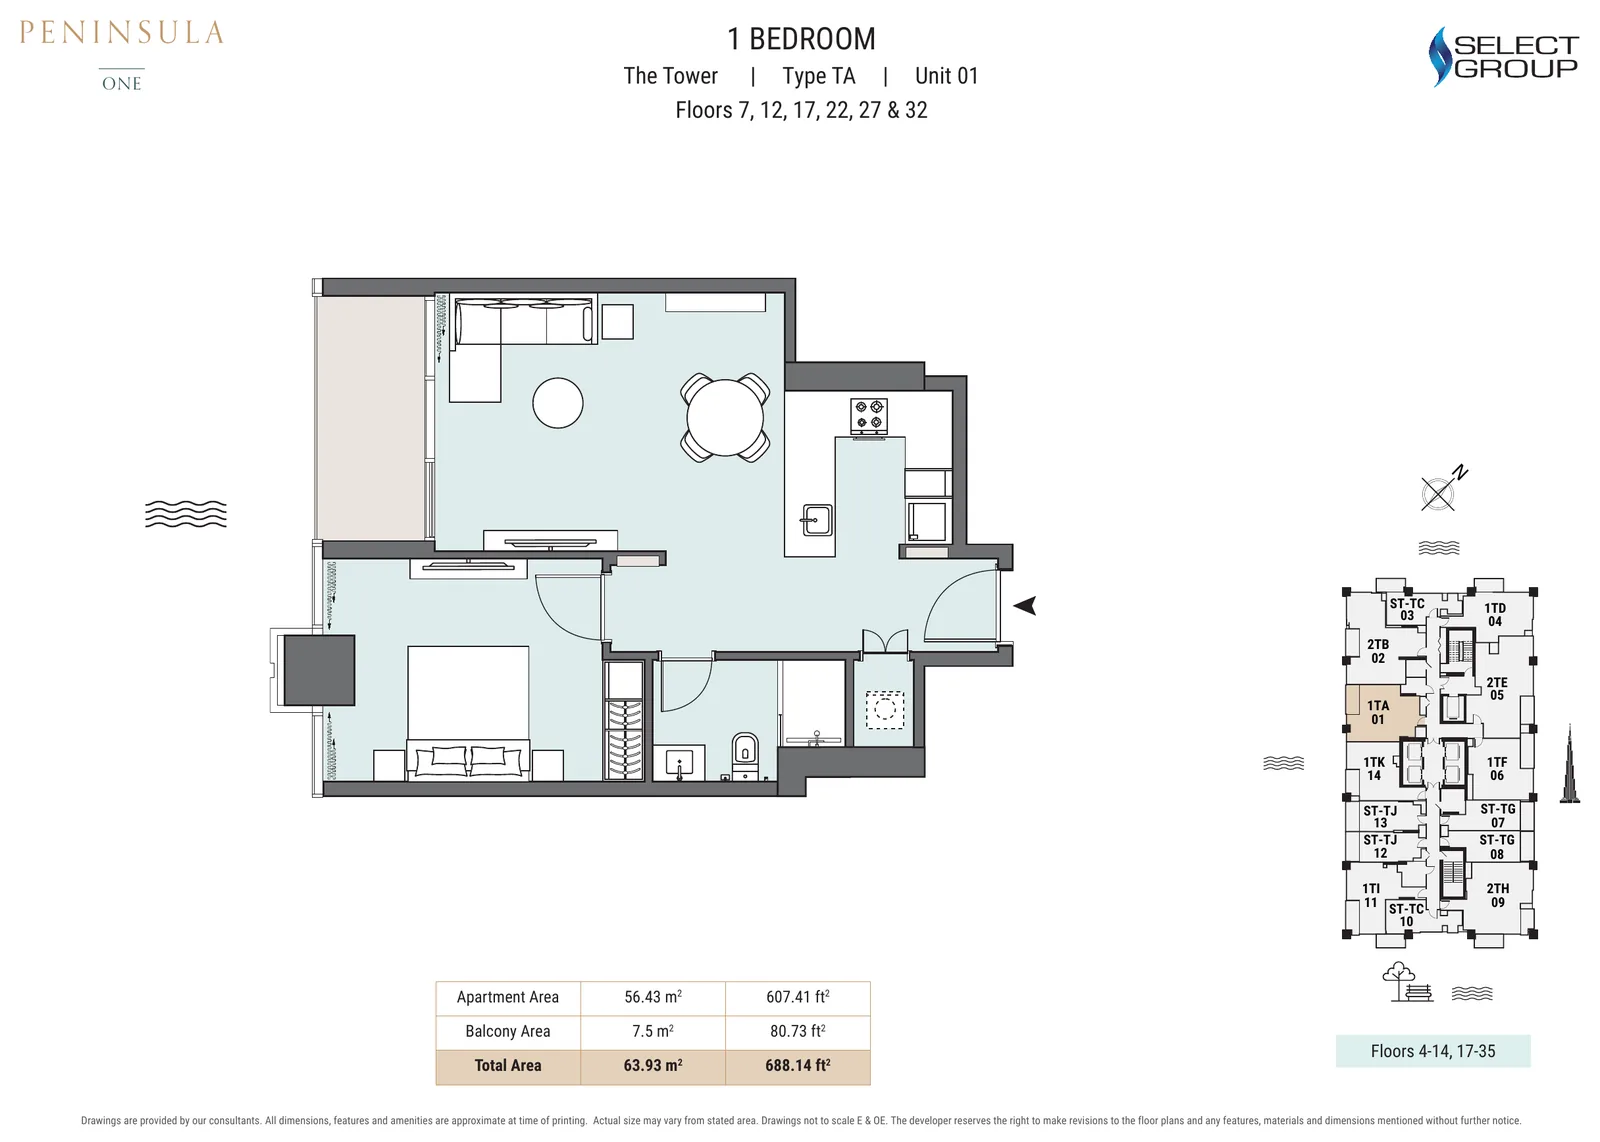 PENINSULA
ONE
1 BEDROOM
The Tower | Type TA | Unit 01
Floors 7, 12, 17, 22, 27 & 32
SELECT
GROUP
N
ST-TC
03
1TD
04
2TB
02
2TE
05
1TA
01
1TK
14
1TF
06
ST-TJ
13
ST-TG
07
ST-TJ
12
ST-TG
08
1TI
11
2TH
09
ST-TC
10
Floors 4-14, 17-35
Apartment Area 56.43 m² 607.41 ft²
Balcony Area 7.5 m² 80.73 ft²
Total Area 63.93 m² 688.14 ft²
Drawings are provided by our consultants. All dimensions, features and amenities are approximate at time of printing. Actual size may vary from stated area. Drawings not to scale E & OE. The developer reserves the right to make revisions to the floor plans and any features, materials and dimensions mentioned without further notice.